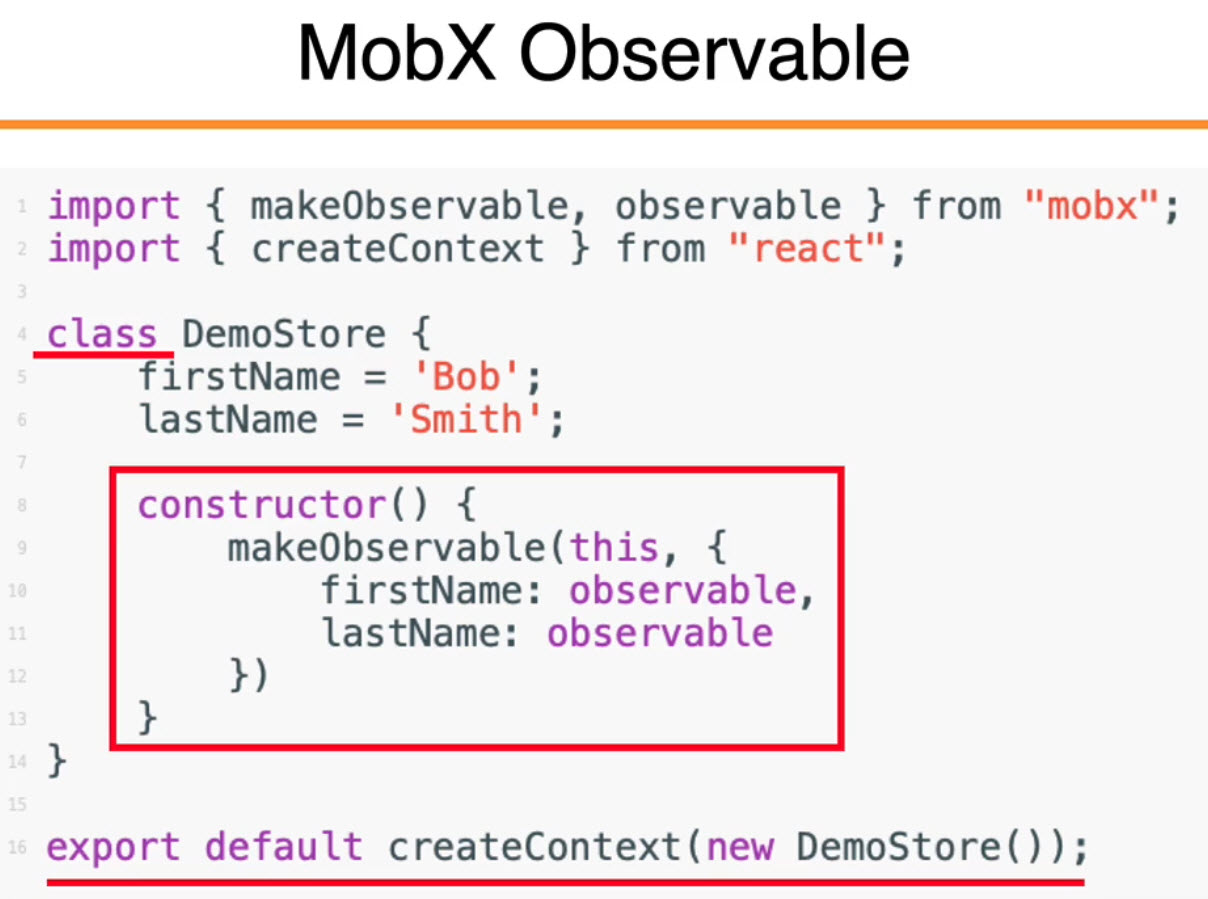 MobX Observable
1 import { makeObservable, observable } from "mobx";
2 import { createContext } from "react";
3
4 class DemoStore {
5     firstName = 'Bob';
6     lastName = 'Smith';
7
8     constructor() {
9         makeObservable(this, {
10             firstName: observable,
11             lastName: observable
12         })
13     }
14 }
15
16 export default createContext(new DemoStore());